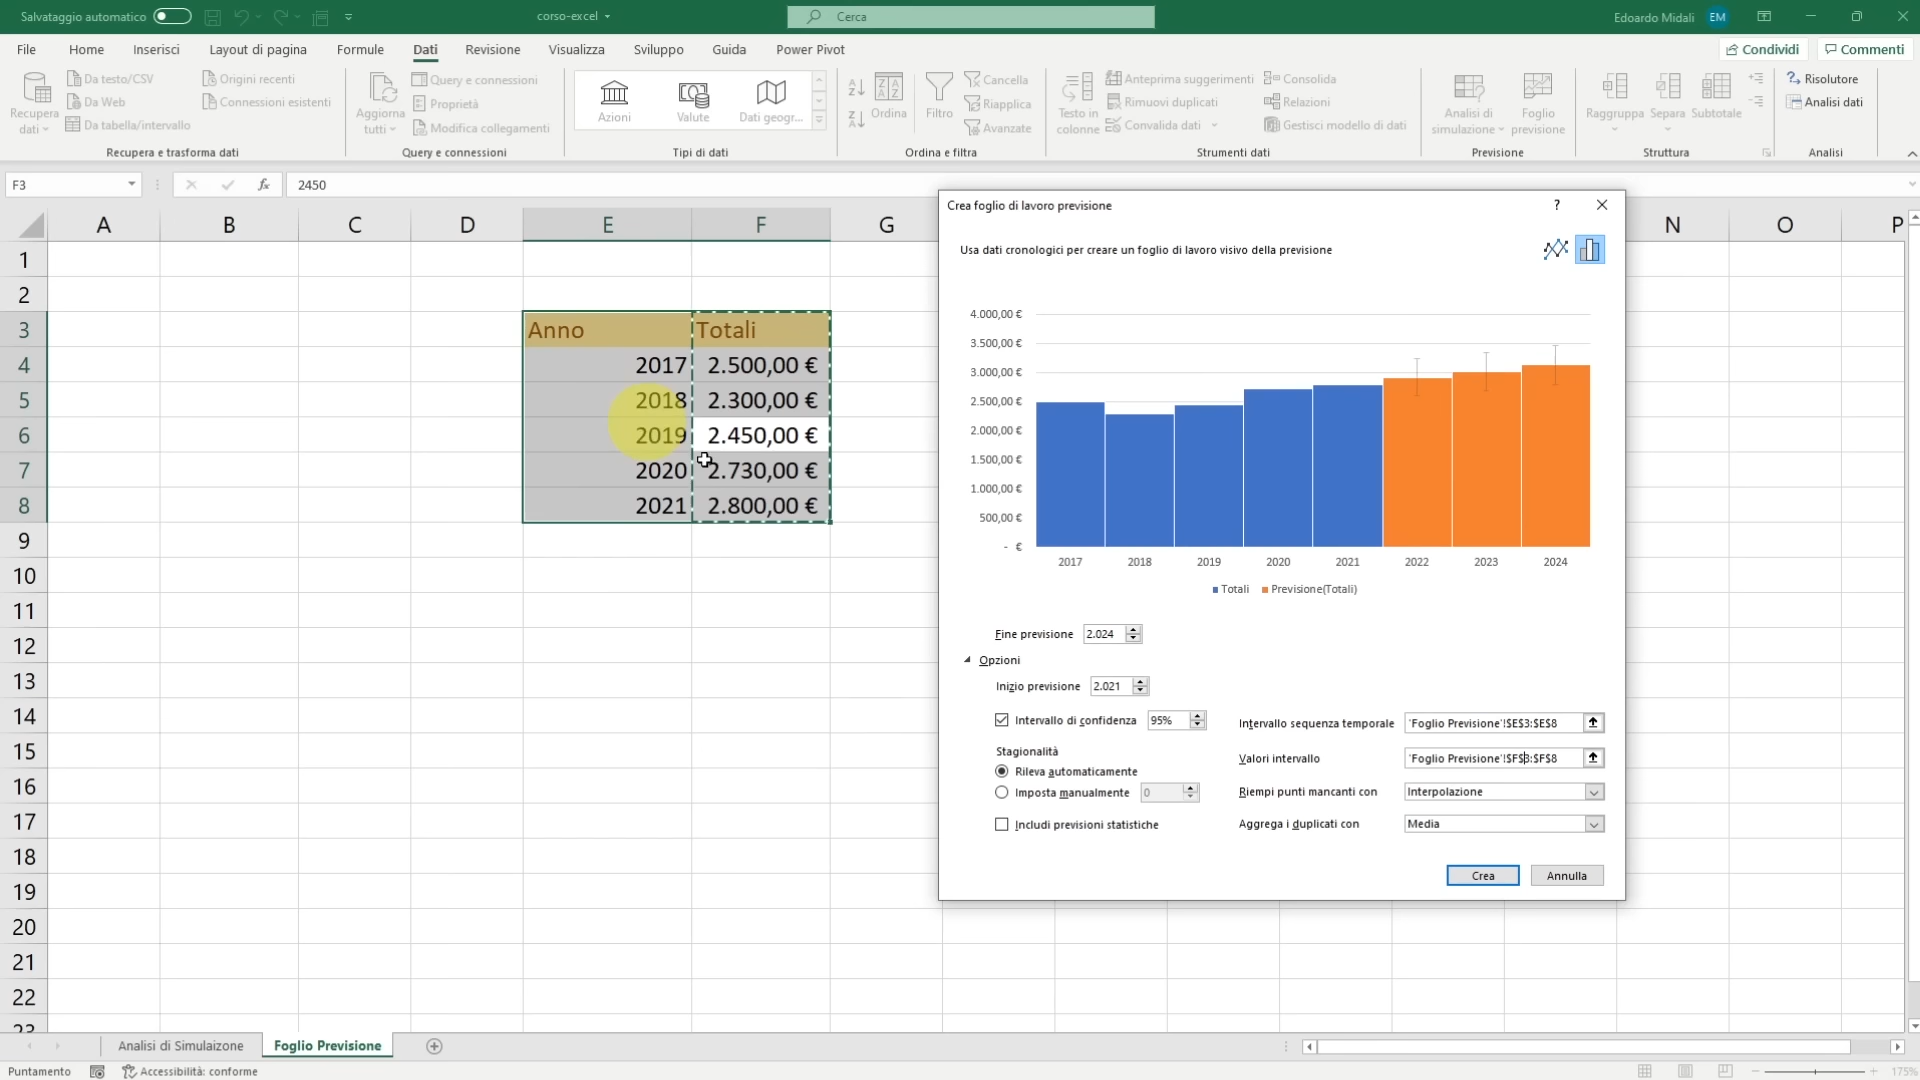 Salvataggio automatico
corso-excel
Cerca
Edoardo Midali EM
File Home Inserisci Layout di pagina Formule Dati Revisione Visualizza Sviluppo Guida Power Pivot Condividi Commenti
Recupera dati
Da testo/CSV
Da Web
Da tabella/intervallo
Origini recenti
Connessioni esistenti
Recupera e trasforma dati
Aggiorna tutti
Query e connessioni
Proprietà
Modifica collegamenti
Query e connessioni
Azioni
Valute
Dati geogr...
Tipi di dati
Ordina
Filtro
Cancella
Riapplica
Avanzate
Ordina e filtra
Testo in colonne
Anteprima suggerimenti
Rimuovi duplicati
Convalida dati
Consolida
Relazioni
Gestisci modello di dati
Strumenti dati
Analisi di simulazione
Foglio previsione
Previsione
Raggruppa
Separa
Subtotale
Struttura
Risolutore
Analisi dati
Analisi
F3
fx
2450
A B C D E F G N O P
1
2
3 Anno Totali
4 2017 2.500,00 €
5 2018 2.300,00 €
6 2019 2.450,00 €
7 2020 2.730,00 €
8 2021 2.800,00 €
9
10
11
12
13
14
15
16
17
18
19
20
21
22
23
Crea foglio di lavoro previsione
?
Usa dati cronologici per creare un foglio di lavoro visivo della previsione
4.000,00 €
3.500,00 €
3.000,00 €
2.500,00 €
2.000,00 €
1.500,00 €
1.000,00 €
500,00 €
- €
2017 2018 2019 2020 2021 2022 2023 2024
Totali Previsione(Totali)
Fine previsione 2.024
Opzioni
Inizio previsione 2.021
Intervallo di confidenza 95%
Stagionalità
Rileva automaticamente
Imposta manualmente 0
Includi previsioni statistiche
Intervallo sequenza temporale 'Foglio Previsione'!$E$3:$E$8
Valori intervallo 'Foglio Previsione'!$F$3:$F$8
Riempi punti mancanti con Interpolazione
Aggrega i duplicati con Media
Crea Annulla
Analisi di Simulaizone Foglio Previsione
Puntamento Accessibilità: conforme
175%